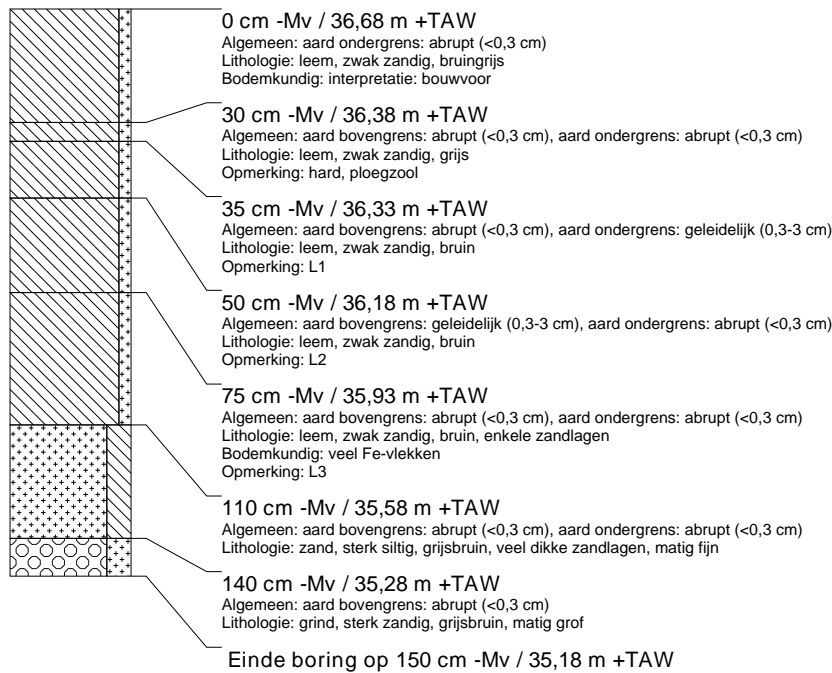 0 cm -Mv / 36,68 m +TAW
Algemeen: aard ondergrens: abrupt (<0,3 cm)
Lithologie: leem, zwak zandig, bruingrijs
Bodemkundig: interpretatie: bouwvoor
30 cm -Mv / 36,38 m +TAW
Algemeen: aard bovengrens: abrupt (<0,3 cm), aard ondergrens: abrupt (<0,3 cm)
Lithologie: leem, zwak zandig, grijs
Opmerking: hard, ploegzool
35 cm -Mv / 36,33 m +TAW
Algemeen: aard bovengrens: abrupt (<0,3 cm), aard ondergrens: geleidelijk (0,3-3 cm)
Lithologie: leem, zwak zandig, bruin
Opmerking: L1
50 cm -Mv / 36,18 m +TAW
Algemeen: aard bovengrens: geleidelijk (0,3-3 cm), aard ondergrens: abrupt (<0,3 cm)
Lithologie: leem, zwak zandig, bruin
Opmerking: L2
75 cm -Mv / 35,93 m +TAW
Algemeen: aard bovengrens: abrupt (<0,3 cm), aard ondergrens: abrupt (<0,3 cm)
Lithologie: leem, zwak zandig, bruin, enkele zandlagen
Bodemkundig: veel Fe-vlekken
Opmerking: L3
110 cm -Mv / 35,58 m +TAW
Algemeen: aard bovengrens: abrupt (<0,3 cm), aard ondergrens: abrupt (<0,3 cm)
Lithologie: zand, sterk siltig, grijsbruin, veel dikke zandlagen, matig fijn
140 cm -Mv / 35,28 m +TAW
Algemeen: aard bovengrens: abrupt (<0,3 cm)
Lithologie: grind, sterk zandig, grijsbruin, matig grof
Einde boring op 150 cm -Mv / 35,18 m +TAW